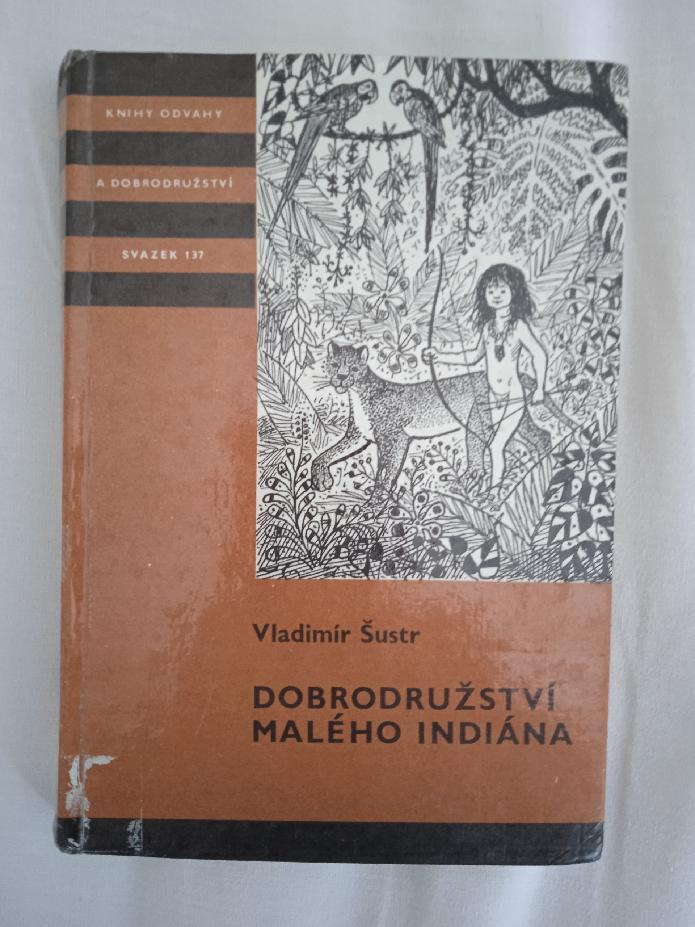 KNIHY ODVAHY
A DOBRODRUŽSTVÍ
SVAZEK 137
Vladimír Šustr
DOBRODRUŽSTVÍ
MALÉHO INDIÁNA